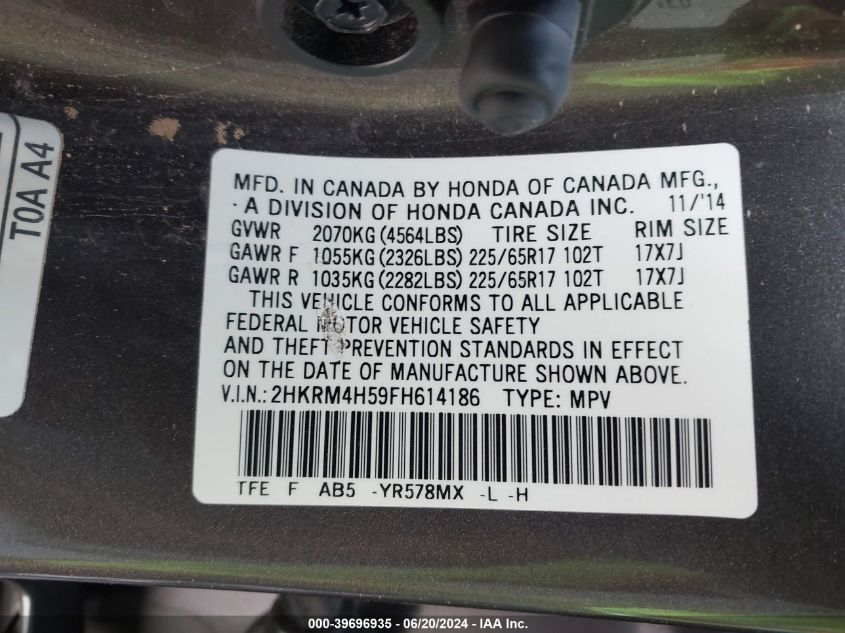 T0A A4
MFD. IN CANADA BY HONDA OF CANADA MFG.,
A DIVISION OF HONDA CANADA INC. 11/'14
GVWR 2070KG (4564LBS) TIRE SIZE RIM SIZE
GAWR F 1055KG (2326LBS) 225/65R17 102T 17X7J
GAWR R 1035KG (2282LBS) 225/65R17 102T 17X7J
THIS VEHICLE CONFORMS TO ALL APPLICABLE
FEDERAL MOTOR VEHICLE SAFETY
AND THEFT PREVENTION STANDARDS IN EFFECT
ON THE DATE OF MANUFACTURE SHOWN ABOVE.
V.I.N.: 2HKRM4H59FH614186 TYPE: MPV
TFE F AB5 -YR578MX -L -H
000-39696935 - 06/20/2024 - IAA Inc.